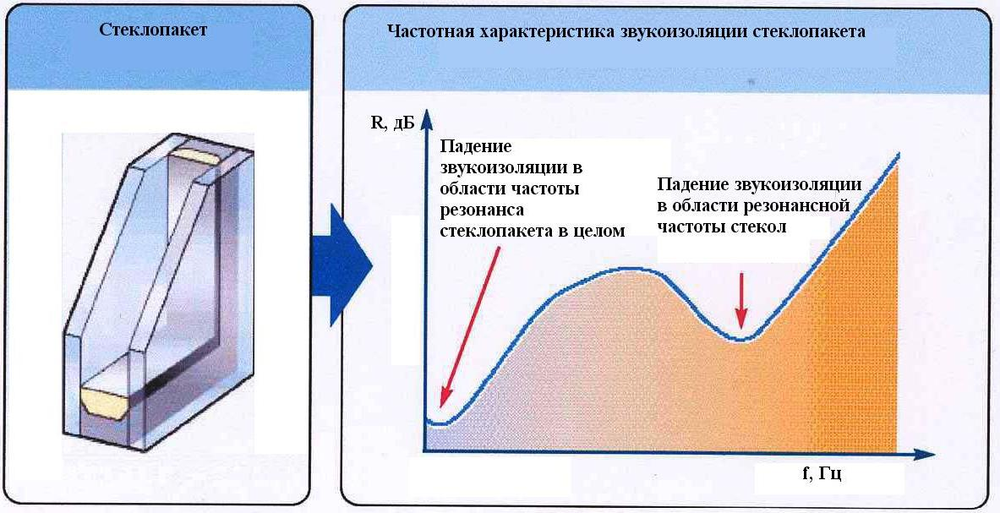 Стеклопакет
Частотная характеристика звукоизоляции стеклопакета
R, дБ
Падение
звукоизоляции в
области частоты
резонанса
стеклопакета в целом
Падение звукоизоляции
в области резонансной
частоты стекол
f, Гц